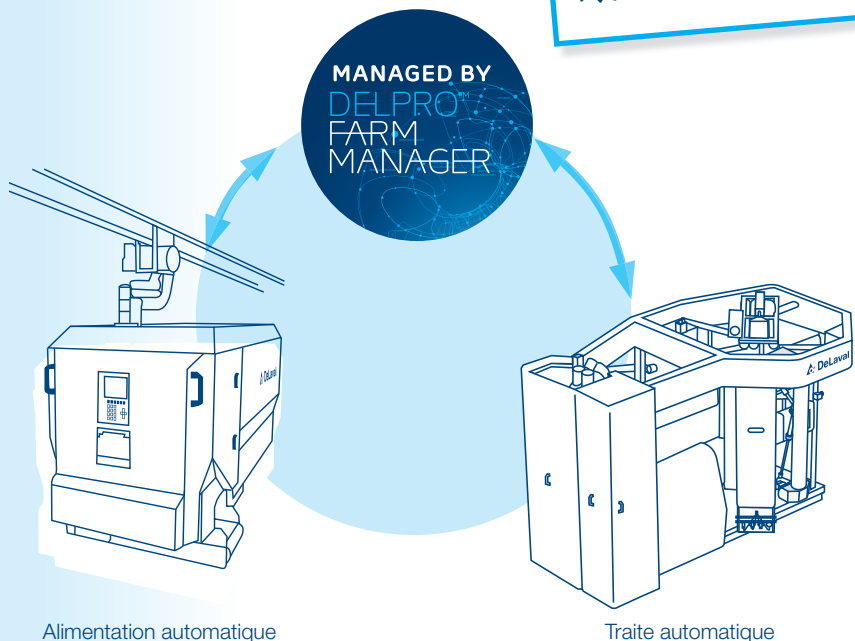 MANAGED BY
DELPRO™
FARM
MANAGER
DeLaval
DeLaval
Alimentation automatique
Traite automatique